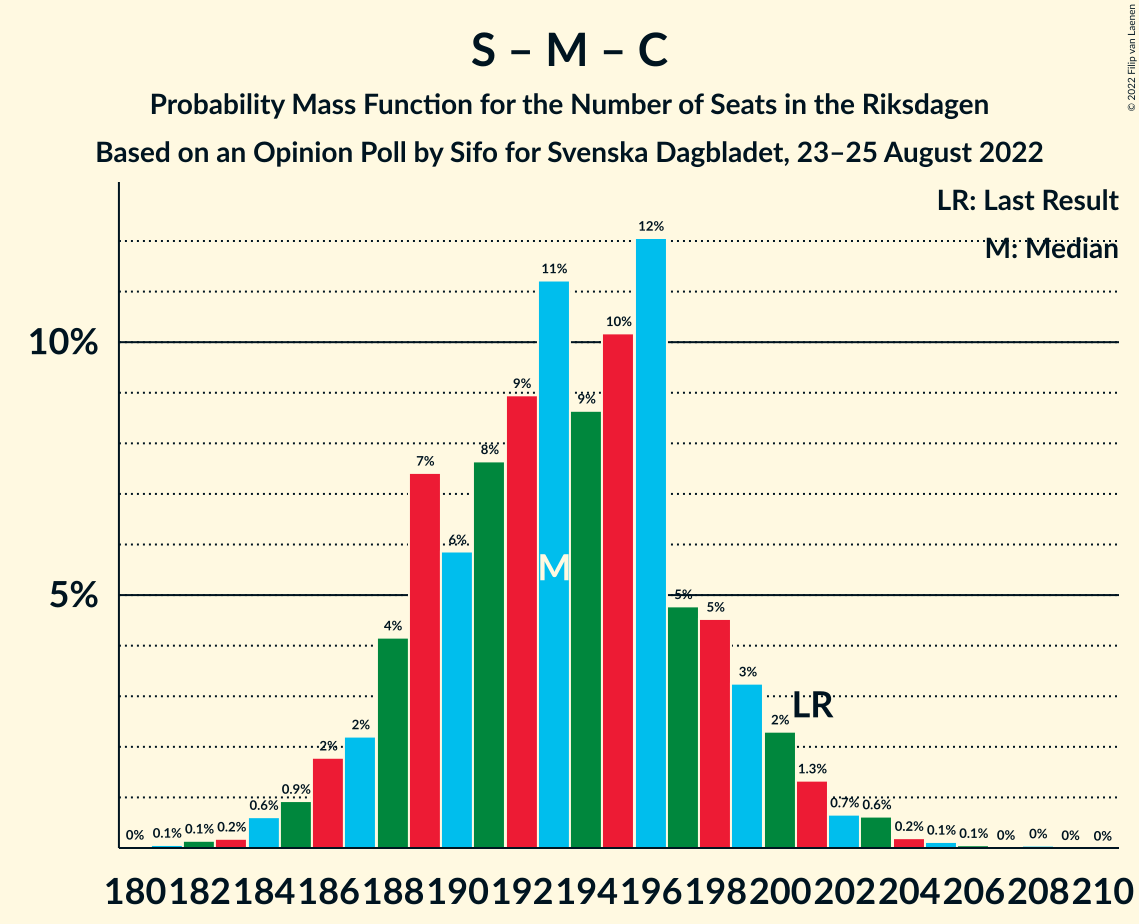 S – M – C
Probability Mass Function for the Number of Seats in the Riksdagen
Based on an Opinion Poll by Sifo for Svenska Dagbladet, 23–25 August 2022
© 2022 Filip van Laenen
LR: Last Result
M: Median
10%
5%
0% 0.1% 0.1% 0.2% 0.6% 0.9% 2% 2% 4% 7% 6% 8% 9% 11% 9% 10% 12% 5% 5% 3% 2% 1.3% 0.7% 0.6% 0.2% 0.1% 0.1% 0% 0% 0% 0%
M
LR
180 182 184 186 188 190 192 194 196 198 200 202 204 206 208 210